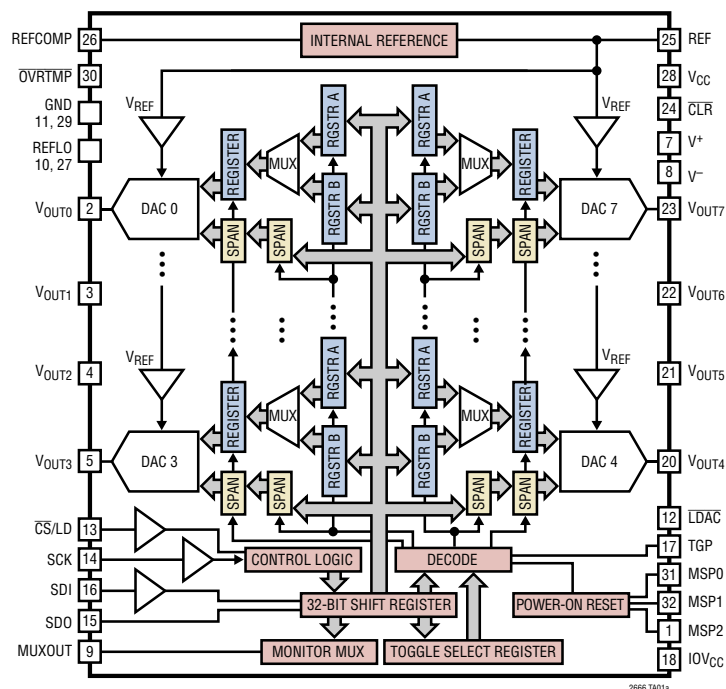 REFCOMP 26 INTERNAL REFERENCE 25 REF
OVRTMP 30 28 VCC
GND 11, 29 VREF VREF 24 CLR
REFLO 10, 27 7 V+
8 V–
REGISTER MUX RGSTR A RGSTR A MUX REGISTER
VOUT0 2 DAC 0 RGSTR B RGSTR B DAC 7 23 VOUT7
SPAN SPAN SPAN SPAN
VOUT1 3 22 VOUT6
VOUT2 4 VREF VREF 21 VOUT5
REGISTER MUX RGSTR A RGSTR A MUX REGISTER
VOUT3 5 DAC 3 RGSTR B RGSTR B DAC 4 20 VOUT4
SPAN SPAN SPAN SPAN
12 LDAC
CS/LD 13
SCK 14 CONTROL LOGIC DECODE 17 TGP
SDI 16 31 MSP0
SDO 15 32-BIT SHIFT REGISTER POWER-ON RESET 32 MSP1
1 MSP2
MUXOUT 9 MONITOR MUX TOGGLE SELECT REGISTER 18 IOVCC
2666 TA01a